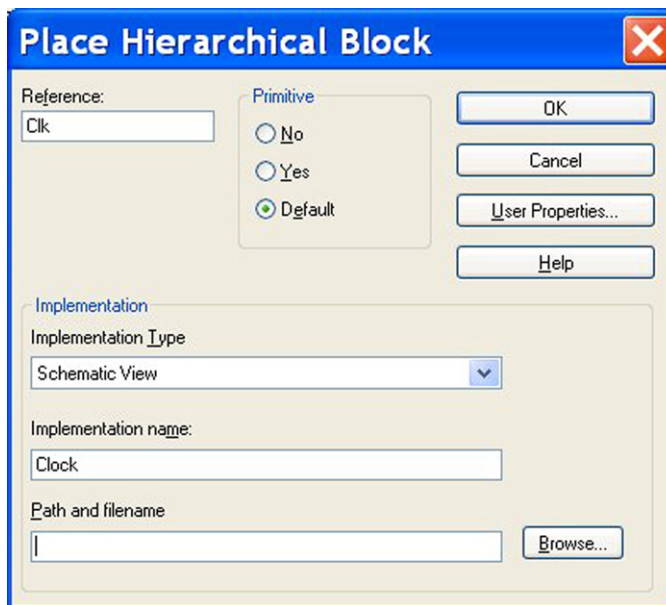 Place Hierarchical Block
Reference:
Clk
Primitive
No
Yes
Default
OK
Cancel
User Properties...
Help
Implementation
Implementation Type
Schematic View
Implementation name:
Clock
Path and filename
Browse...